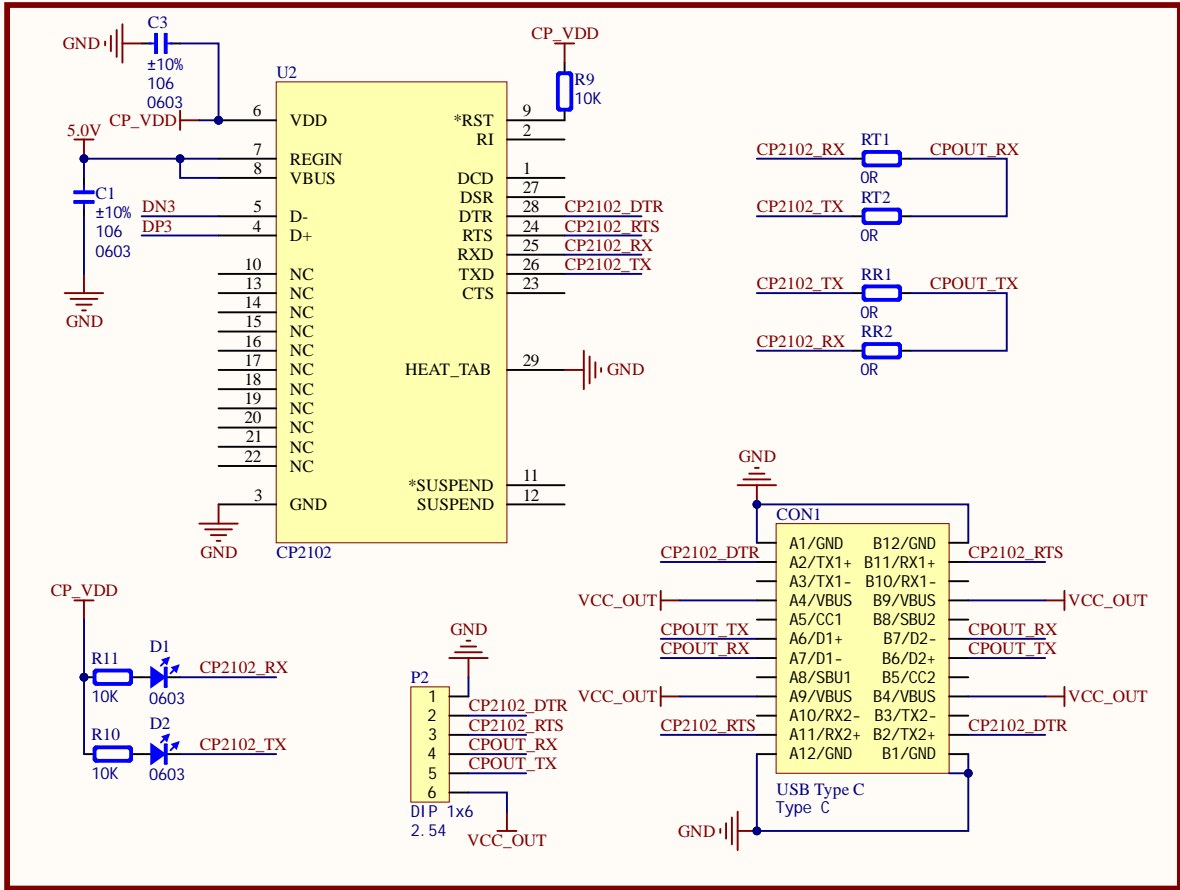 C3
GND
±10%
106
0603
CP_VDD
5.0V
C1
±10%
106
0603
GND
DN3
DP3
U2
6 VDD
7 REGIN
8 VBUS
5 D-
4 D+
10 NC
13 NC
14 NC
15 NC
16 NC
17 NC
18 NC
19 NC
20 NC
21 NC
22 NC
3 GND
GND
CP2102
*RST 9
RI 2
DCD 1
DSR 27
DTR 28 CP2102_DTR
RTS 24 CP2102_RTS
RXD 25 CP2102_RX
TXD 26 CP2102_TX
CTS 23
HEAT_TAB 29 GND
*SUSPEND 11
SUSPEND 12
CP_VDD
R9
10K
CP2102_RX RT1 CPOUT_RX
0R
CP2102_TX RT2
0R
CP2102_TX RR1 CPOUT_TX
0R
CP2102_RX RR2
0R
CP_VDD
R11 D1 CP2102_RX
10K 0603
R10 D2 CP2102_TX
10K 0603
GND
P2
1
2 CP2102_DTR
3 CP2102_RTS
4 CPOUT_RX
5 CPOUT_TX
6
DIP 1x6
2.54
VCC_OUT
GND
CON1
A1/GND B12/GND
CP2102_DTR A2/TX1+ B11/RX1+ CP2102_RTS
A3/TX1- B10/RX1-
VCC_OUT A4/VBUS B9/VBUS VCC_OUT
A5/CC1 B8/SBU2
CPOUT_TX A6/D1+ B7/D2- CPOUT_RX
CPOUT_RX A7/D1- B6/D2+ CPOUT_TX
A8/SBU1 B5/CC2
VCC_OUT A9/VBUS B4/VBUS VCC_OUT
A10/RX2- B3/TX2-
CP2102_RTS A11/RX2+ B2/TX2+ CP2102_DTR
A12/GND B1/GND
USB Type C
Type C
GND